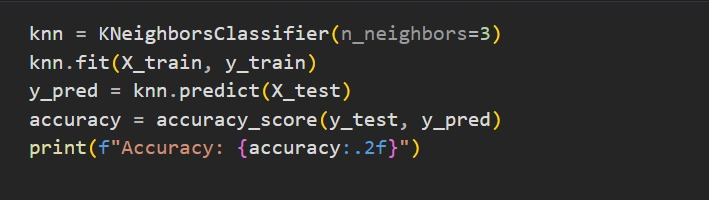 knn = KNeighborsClassifier(n_neighbors=3)
knn.fit(X_train, y_train)
y_pred = knn.predict(X_test)
accuracy = accuracy_score(y_test, y_pred)
print(f"Accuracy: {accuracy:.2f}")